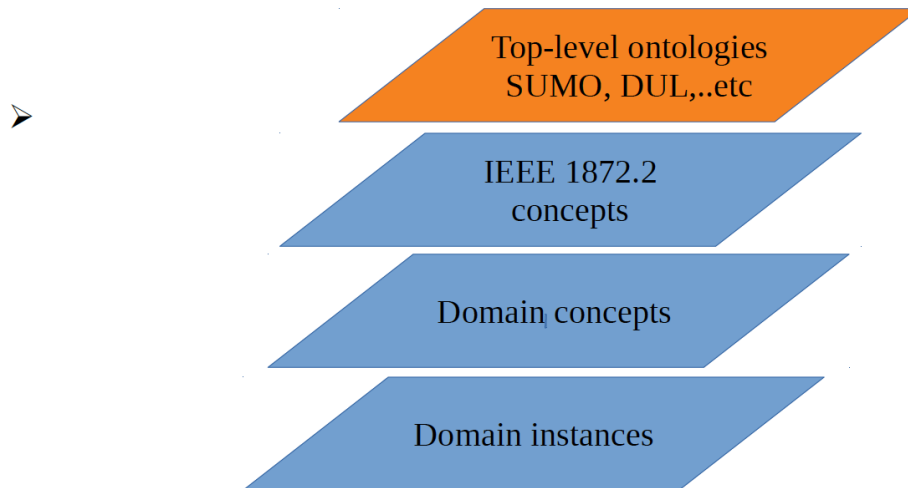 Top-level ontologies
SUMO, DUL,..etc
IEEE 1872.2
concepts
Domain concepts
Domain instances